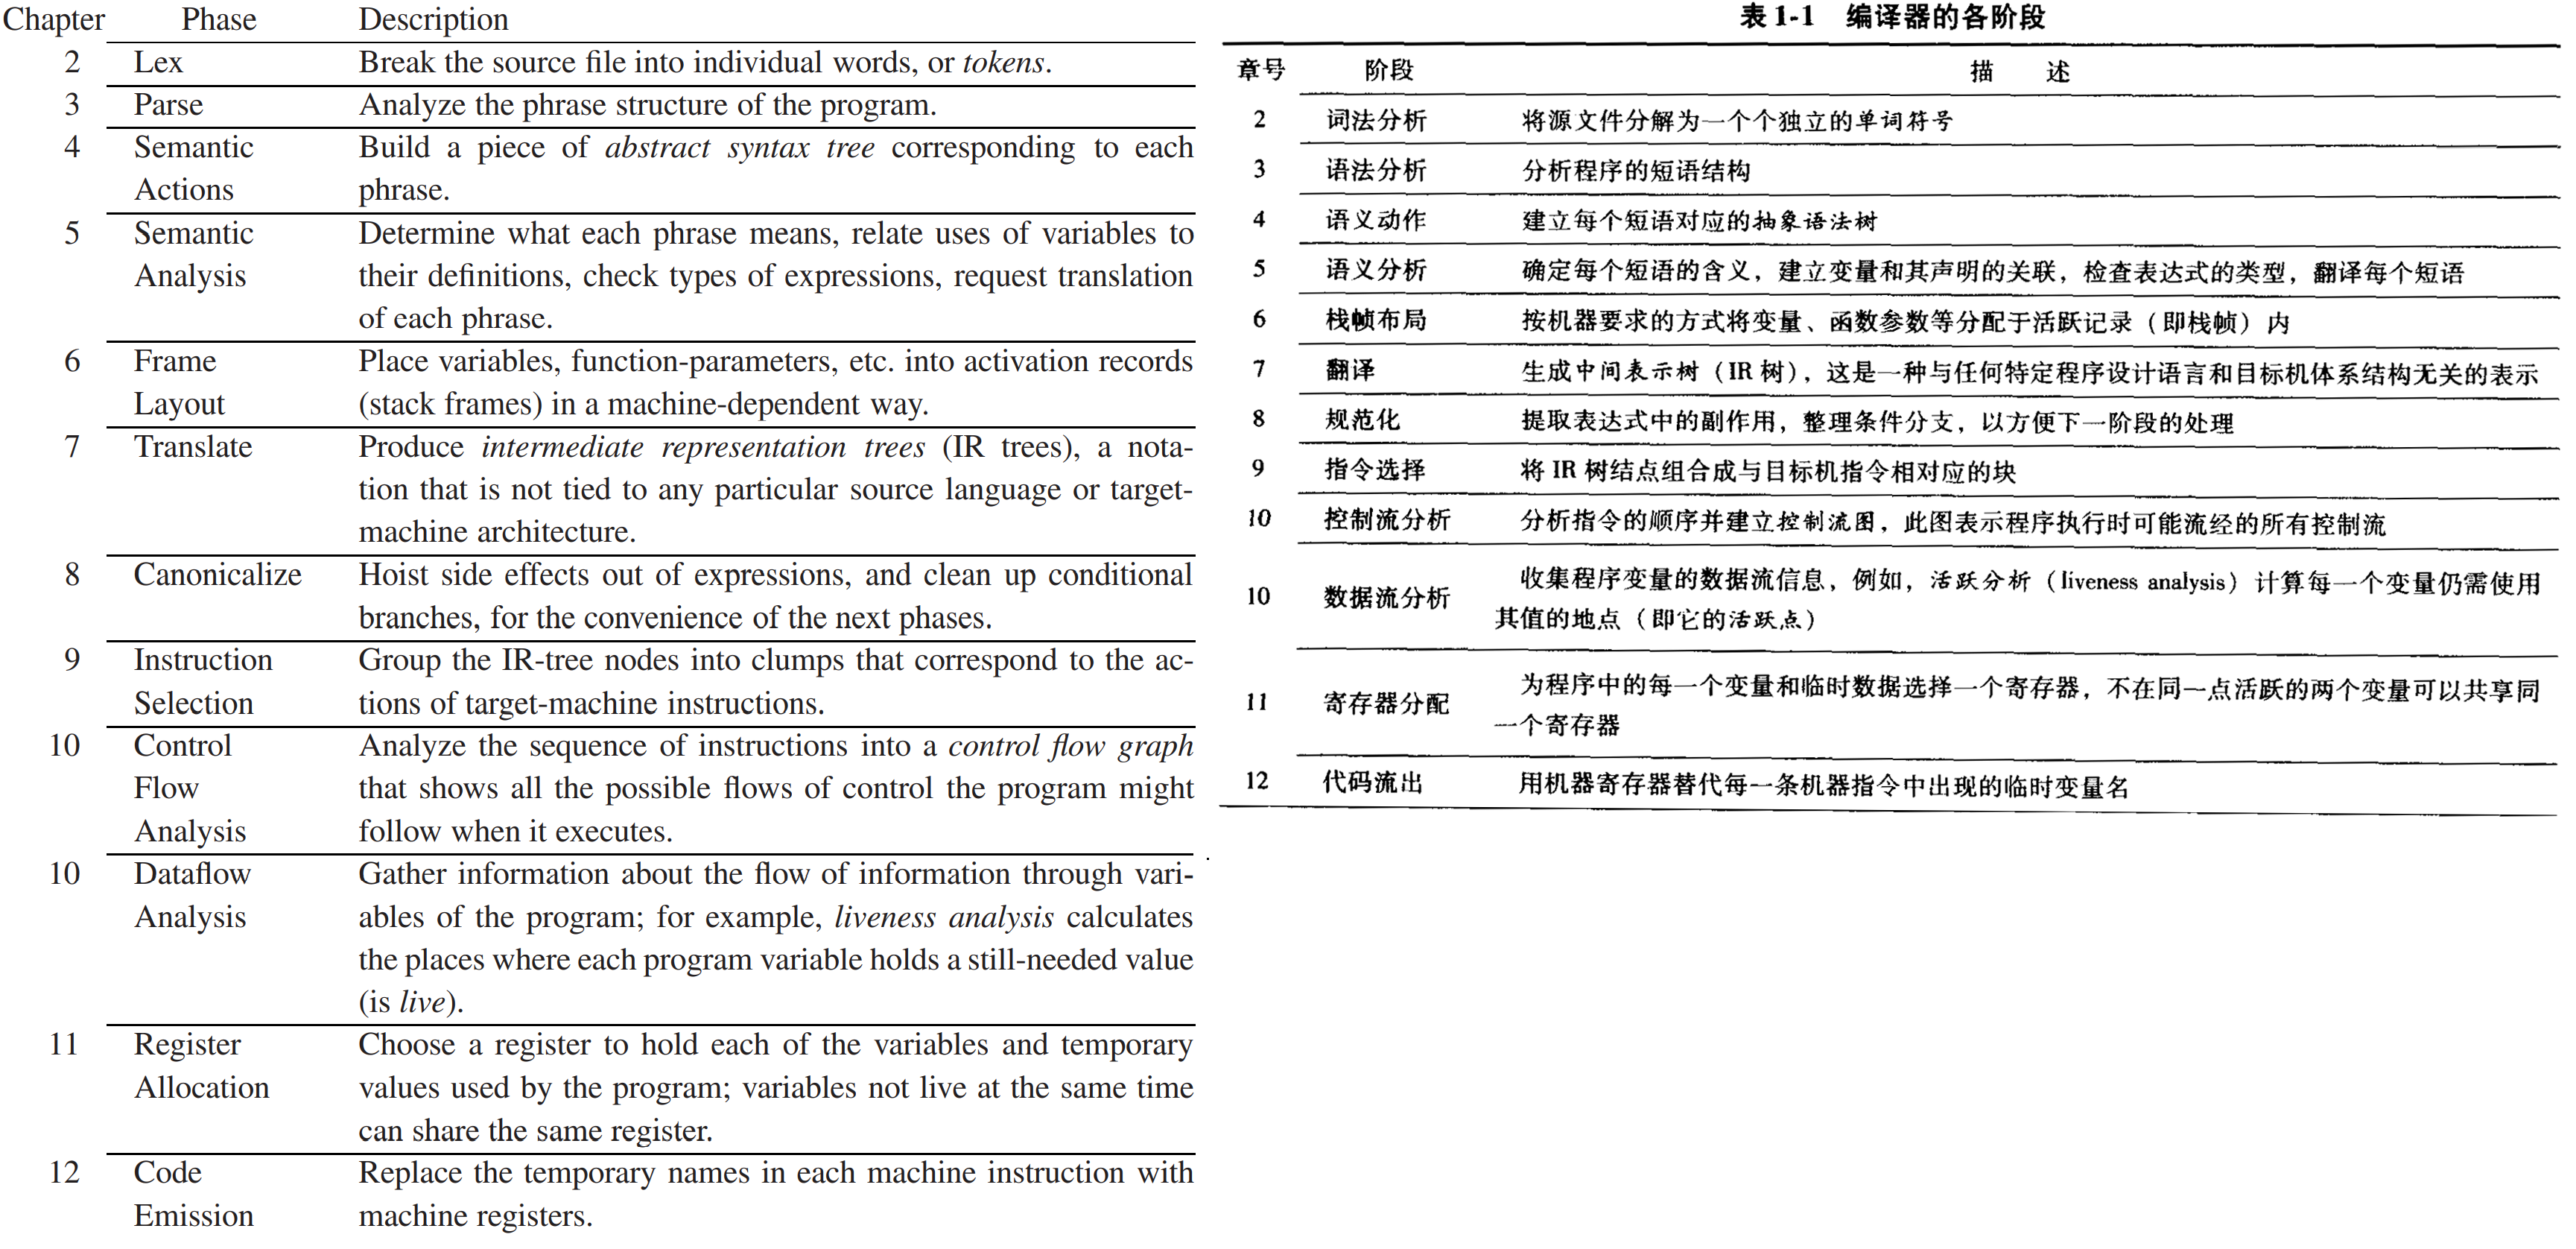 Chapter Phase Description
2 Lex Break the source file into individual words, or tokens.
3 Parse Analyze the phrase structure of the program.
4 Semantic Build a piece of abstract syntax tree corresponding to each
Actions phrase.
5 Semantic Determine what each phrase means, relate uses of variables to
Analysis their definitions, check types of expressions, request translation
of each phrase.
6 Frame Place variables, function-parameters, etc. into activation records
Layout (stack frames) in a machine-dependent way.
7 Translate Produce intermediate representation trees (IR trees), a nota-
tion that is not tied to any particular source language or target-
machine architecture.
8 Canonicalize Hoist side effects out of expressions, and clean up conditional
branches, for the convenience of the next phases.
9 Instruction Group the IR-tree nodes into clumps that correspond to the ac-
Selection tions of target-machine instructions.
10 Control Analyze the sequence of instructions into a control flow graph
Flow that shows all the possible flows of control the program might
Analysis follow when it executes.
10 Dataflow Gather information about the flow of information through vari-
Analysis ables of the program; for example, liveness analysis calculates
the places where each program variable holds a still-needed value
(is live).
11 Register Choose a register to hold each of the variables and temporary
Allocation values used by the program; variables not live at the same time
can share the same register.
12 Code Replace the temporary names in each machine instruction with
Emission machine registers.
表1-1 编译器的各阶段
章号 阶段 描 述
2 词法分析 将源文件分解为一个个独立的单词符号
3 语法分析 分析程序的短语结构
4 语义动作 建立每个短语对应的抽象语法树
5 语义分析 确定每个短语的含义，建立变量和其声明的关联，检查表达式的类型，翻译每个短语
6 栈帧布局 按机器要求的方式将变量、函数参数等分配于活跃记录（即栈帧）内
7 翻译 生成中间表示树（IR 树），这是一种与任何特定程序设计语言和目标机体系结构无关的表示
8 规范化 提取表达式中的副作用，整理条件分支，以方便下一阶段的处理
9 指令选择 将 IR 树结点组合成与目标机指令相对应的块
10 控制流分析 分析指令的顺序并建立控制流图，此图表示程序执行时可能流经的所有控制流
10 数据流分析 收集程序变量的数据流信息，例如，活跃分析（liveness analysis）计算每一个变量仍需使用
其值的地点（即它的活跃点）
11 寄存器分配 为程序中的每一个变量和临时数据选择一个寄存器，不在同一点活跃的两个变量可以共享同
一个寄存器
12 代码流出 用机器寄存器替代每一条机器指令中出现的临时变量名